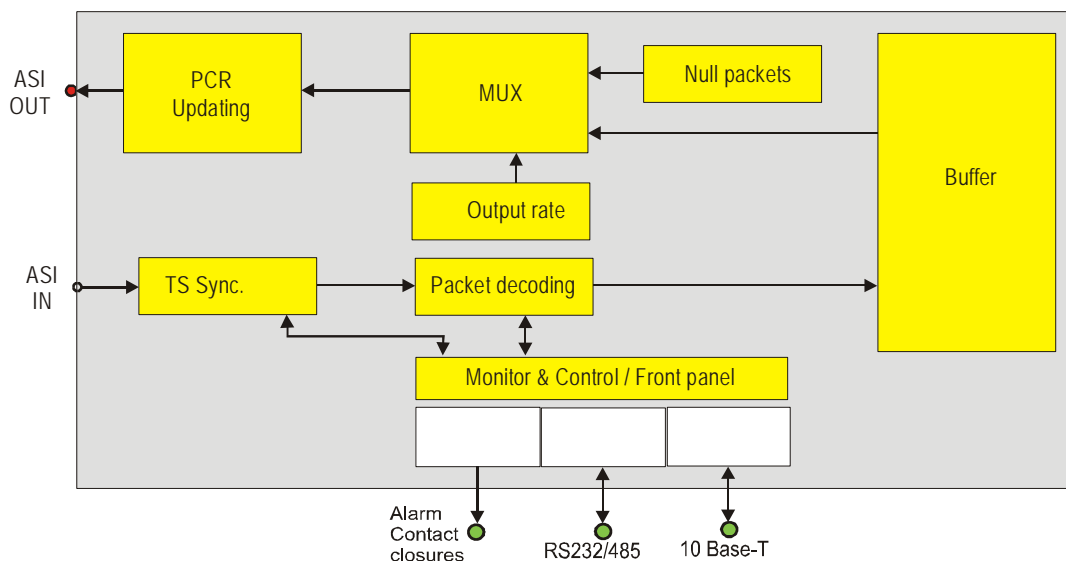 ASI
OUT
PCR
Updating
MUX
Null packets
Buffer
Output rate
ASI
IN
TS Sync.
Packet decoding
Monitor & Control / Front panel
Alarm
Contact
closures
RS232/485
10 Base-T